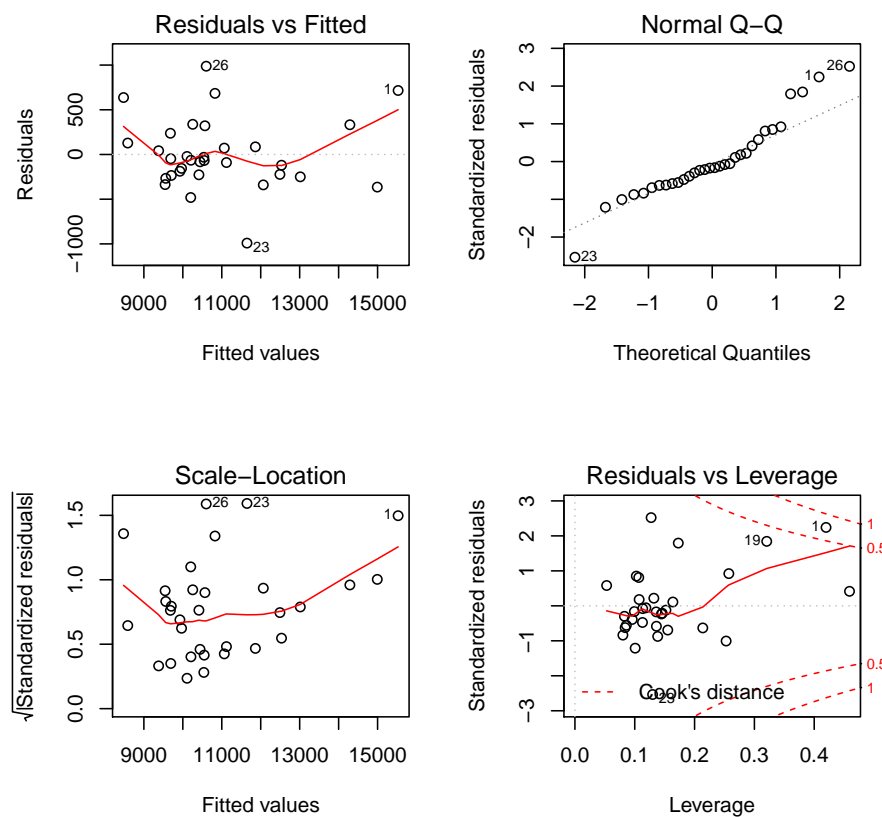 Residuals vs Fitted
Residuals
500
0
−1000
9000 11000 13000 15000
Fitted values
26
1
23
Normal Q−Q
Standardized residuals
3
2
1
0
−2
−2 −1 0 1 2
Theoretical Quantiles
26
1
23
Scale−Location
√|Standardized residuals|
1.5
1.0
0.5
0.0
9000 11000 13000 15000
Fitted values
26
23
1
Residuals vs Leverage
Standardized residuals
3
2
1
0
−1
−3
0.0 0.1 0.2 0.3 0.4
Leverage
19
1
23
Cook's distance
1
0.5
0.5
1